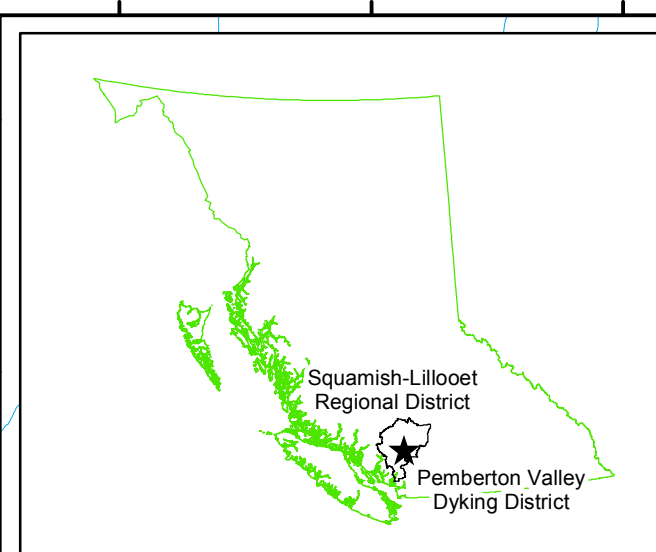 Squamish-Lillooet
Regional District
Pemberton Valley
Dyking District